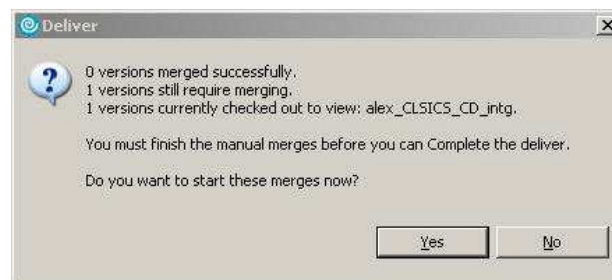 Deliver
0 versions merged successfully.
1 versions still require merging.
1 versions currently checked out to view: alex_CLSICS_CD_intg.
You must finish the manual merges before you can Complete the deliver.
Do you want to start these merges now?
Yes No